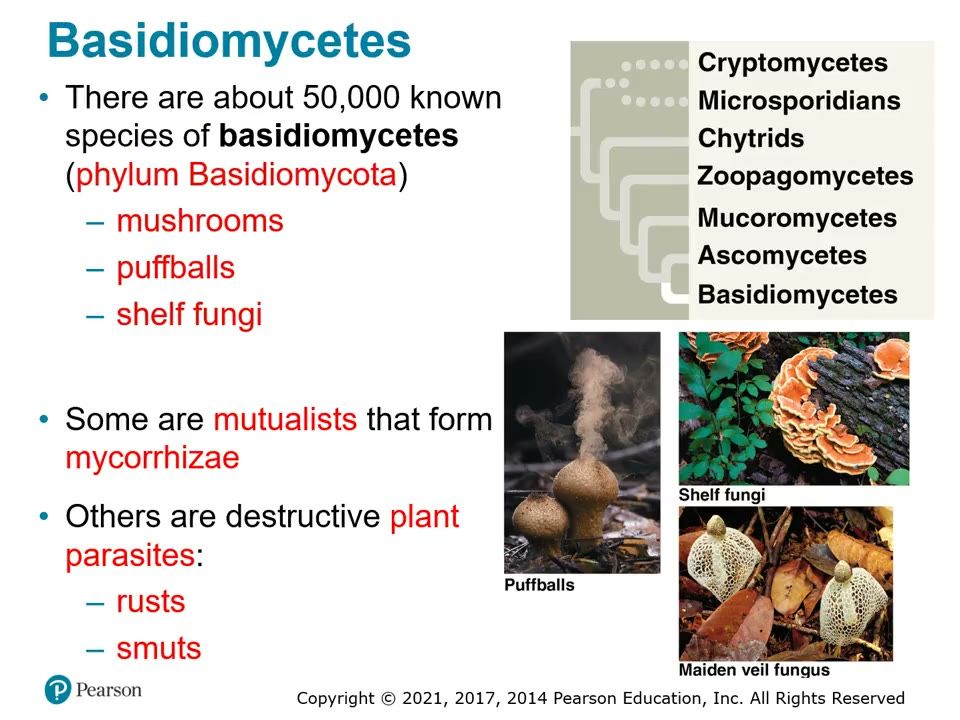 Basidiomycetes
• There are about 50,000 known
species of basidiomycetes
(phylum Basidiomycota)
– mushrooms
– puffballs
– shelf fungi
• Some are mutualists that form
mycorrhizae
• Others are destructive plant
parasites:
– rusts
– smuts
Cryptomycetes
Microsporidians
Chytrids
Zoopagomycetes
Mucoromycetes
Ascomycetes
Basidiomycetes
Puffballs
Shelf fungi
Maiden veil fungus
P Pearson
Copyright © 2021, 2017, 2014 Pearson Education, Inc. All Rights Reserved